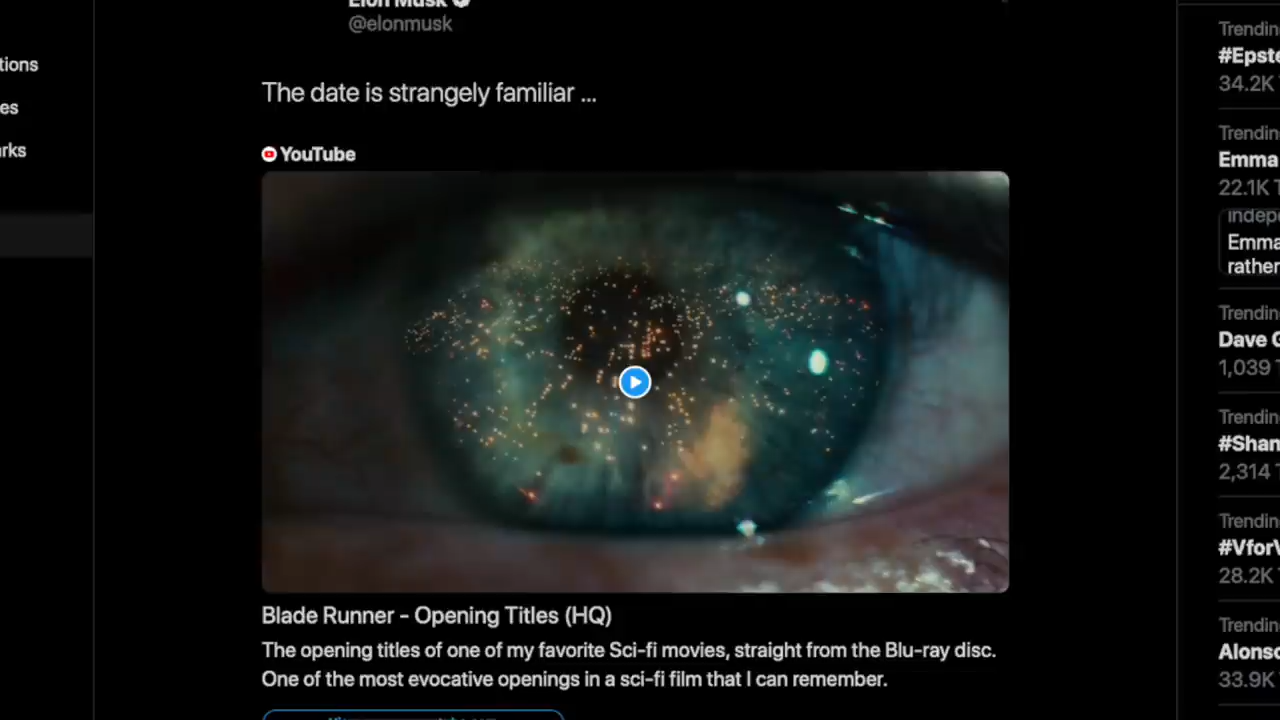 Elon Musk
@elonmusk
The date is strangely familiar ...
YouTube
Blade Runner - Opening Titles (HQ)
The opening titles of one of my favorite Sci-fi movies, straight from the Blu-ray disc.
One of the most evocative openings in a sci-fi film that I can remember.
tions
es
rks
Trendin
#Epste
34.2K T
Trendin
Emma
22.1K T
indepe
Emma
rather
Trendin
Dave G
1,039
Trendin
#Shan
2,314
Trendin
#VforV
28.2K T
Trendin
Alonso
33.9K